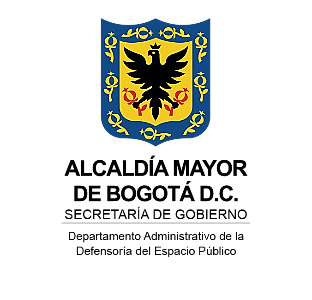 ALCALDÍA MAYOR
DE BOGOTÁ D.C.
SECRETARÍA DE GOBIERNO
Departamento Administrativo de la
Defensoría del Espacio Público